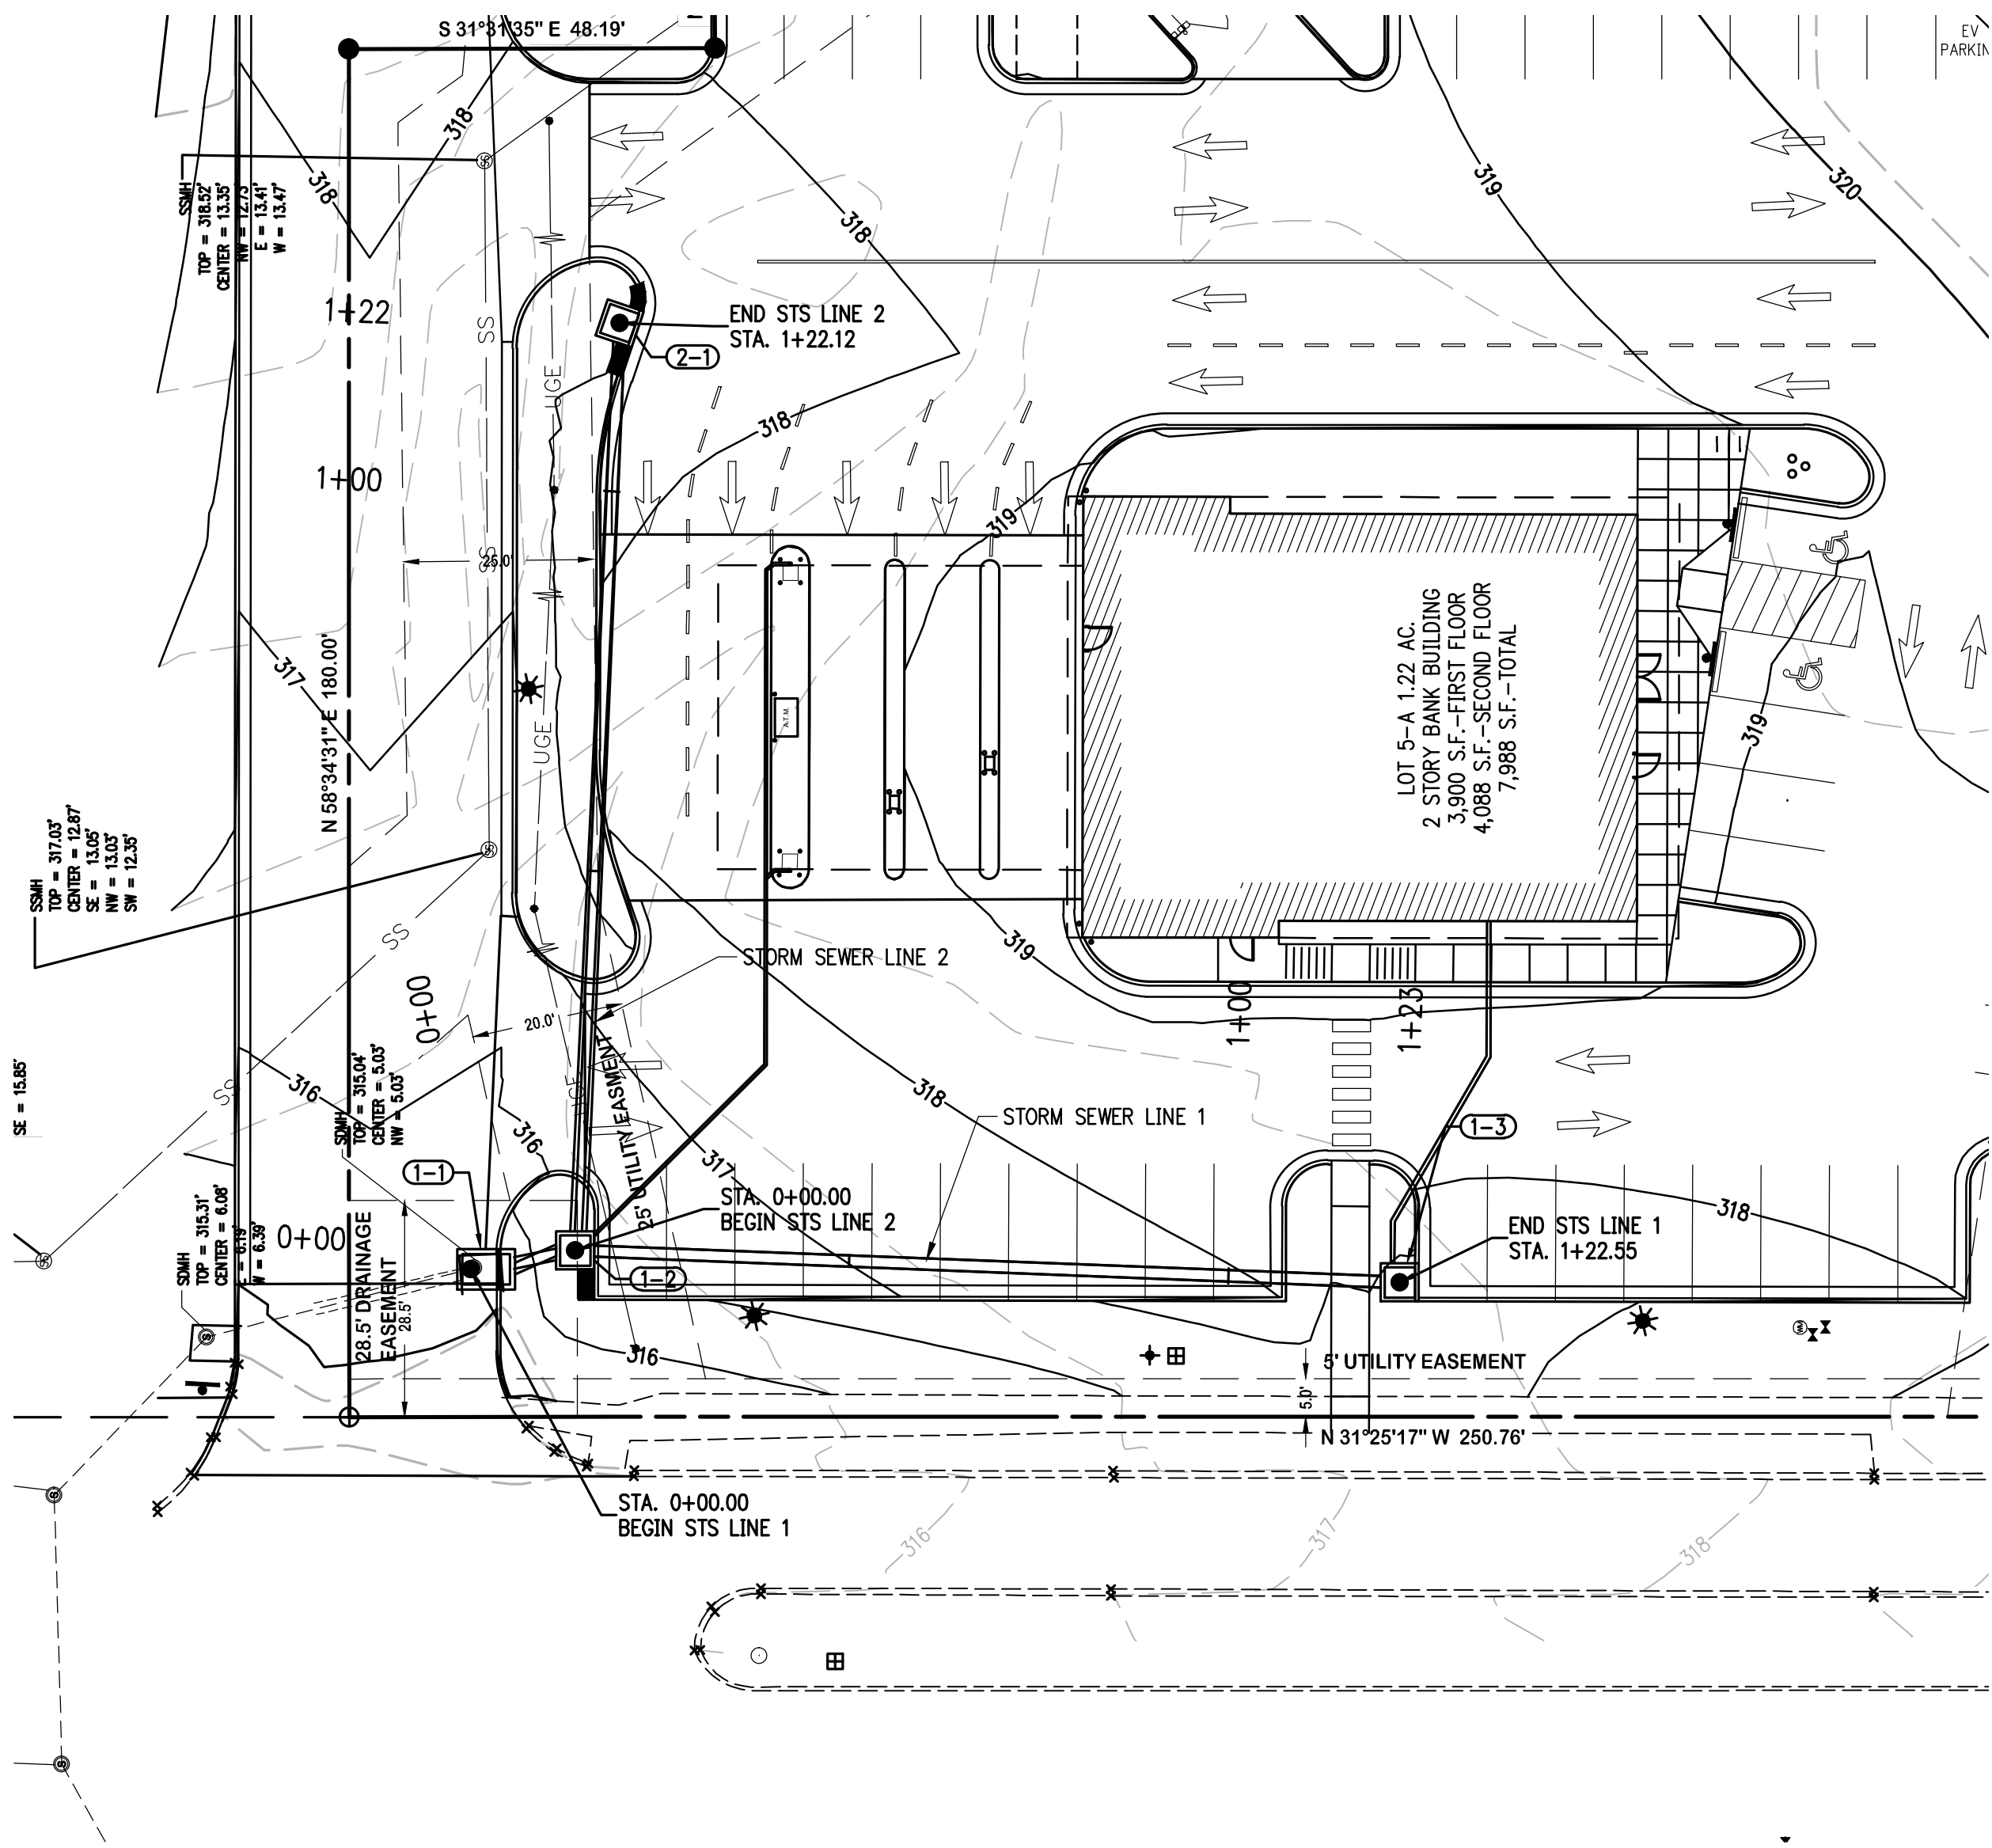 S 31°31'35" E 48.19'
EV
318
318
319
320
SSMH
TOP = 318.52'
CENTER = 13.35'
NW = 12.73'
E = 13.41'
W = 13.47'
318
1+22
SS
END STS LINE 2
STA. 1+22.12
2-1
UGE
318
1+00
319
25.0'
SS
N 58°34'31" E 180.00'
317
UGE
A.T.M.
LOT 5-A 1.22 AC.
2 STORY BANK BUILDING
3,900 S.F.-FIRST FLOOR
4,088 S.F.-SECOND FLOOR
7,988 S.F.-TOTAL
319
SSMH
TOP = 317.03'
CENTER = 12.87'
SE = 13.05'
NW = 13.03'
SW = 12.35'
SS
319
STORM SEWER LINE 2
0+00
20.0'
1+00
1+23
SE = 15.85'
SS
316
SDMH
TOP = 315.04'
CENTER = 5.03'
NW = 5.03'
UGE
25' UTILITY EASEMENT
318
STORM SEWER LINE 1
1-3
316
317
1-1
STA. 0+00.00
BEGIN STS LINE 2
318
END STS LINE 1
STA. 1+22.55
SDMH
TOP = 315.31'
CENTER = 6.08'
= 6.19'
W = 6.39'
0+00
28.5' DRAINAGE
EASEMENT
28.5'
1-2
316
5' UTILITY EASEMENT
5.0'
WM
N 31°25'17" W 250.76'
STA. 0+00.00
BEGIN STS LINE 1
316
317
318
S
S